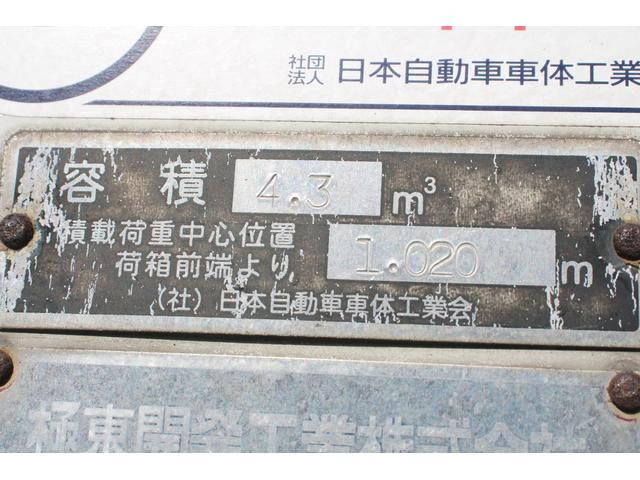 社団法人 日本自動車車体工業
容積 4.3 m³
積載荷重中心位置
荷箱前端より 1.020 m
(社)日本自動車車体工業会
極東開発工業株式会社